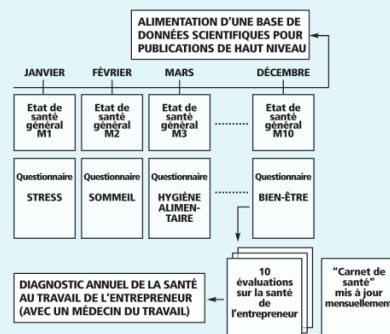 ALIMENTATION D'UNE BASE DE
DONNÉES SCIENTIFIQUES POUR
PUBLICATIONS DE HAUT NIVEAU
JANVIER FÉVRIER MARS DÉCEMBRE
Etat de
santé
général
M1
Etat de
santé
général
M2
Etat de
santé
général
M3
..........
Etat de
santé
général
M10
Questionnaire
STRESS
Questionnaire
SOMMEIL
Questionnaire
HYGIÈNE
ALIMEN-
TAIRE
..........
Questionnaire
BIEN-ÊTRE
DIAGNOSTIC ANNUEL DE LA SANTÉ
AU TRAVAIL DE L'ENTREPRENEUR
(AVEC UN MÉDECIN DU TRAVAIL)
10
évaluations
sur la santé
de
l'entrepreneur
"Carnet de
santé"
mis à jour
mensuellement